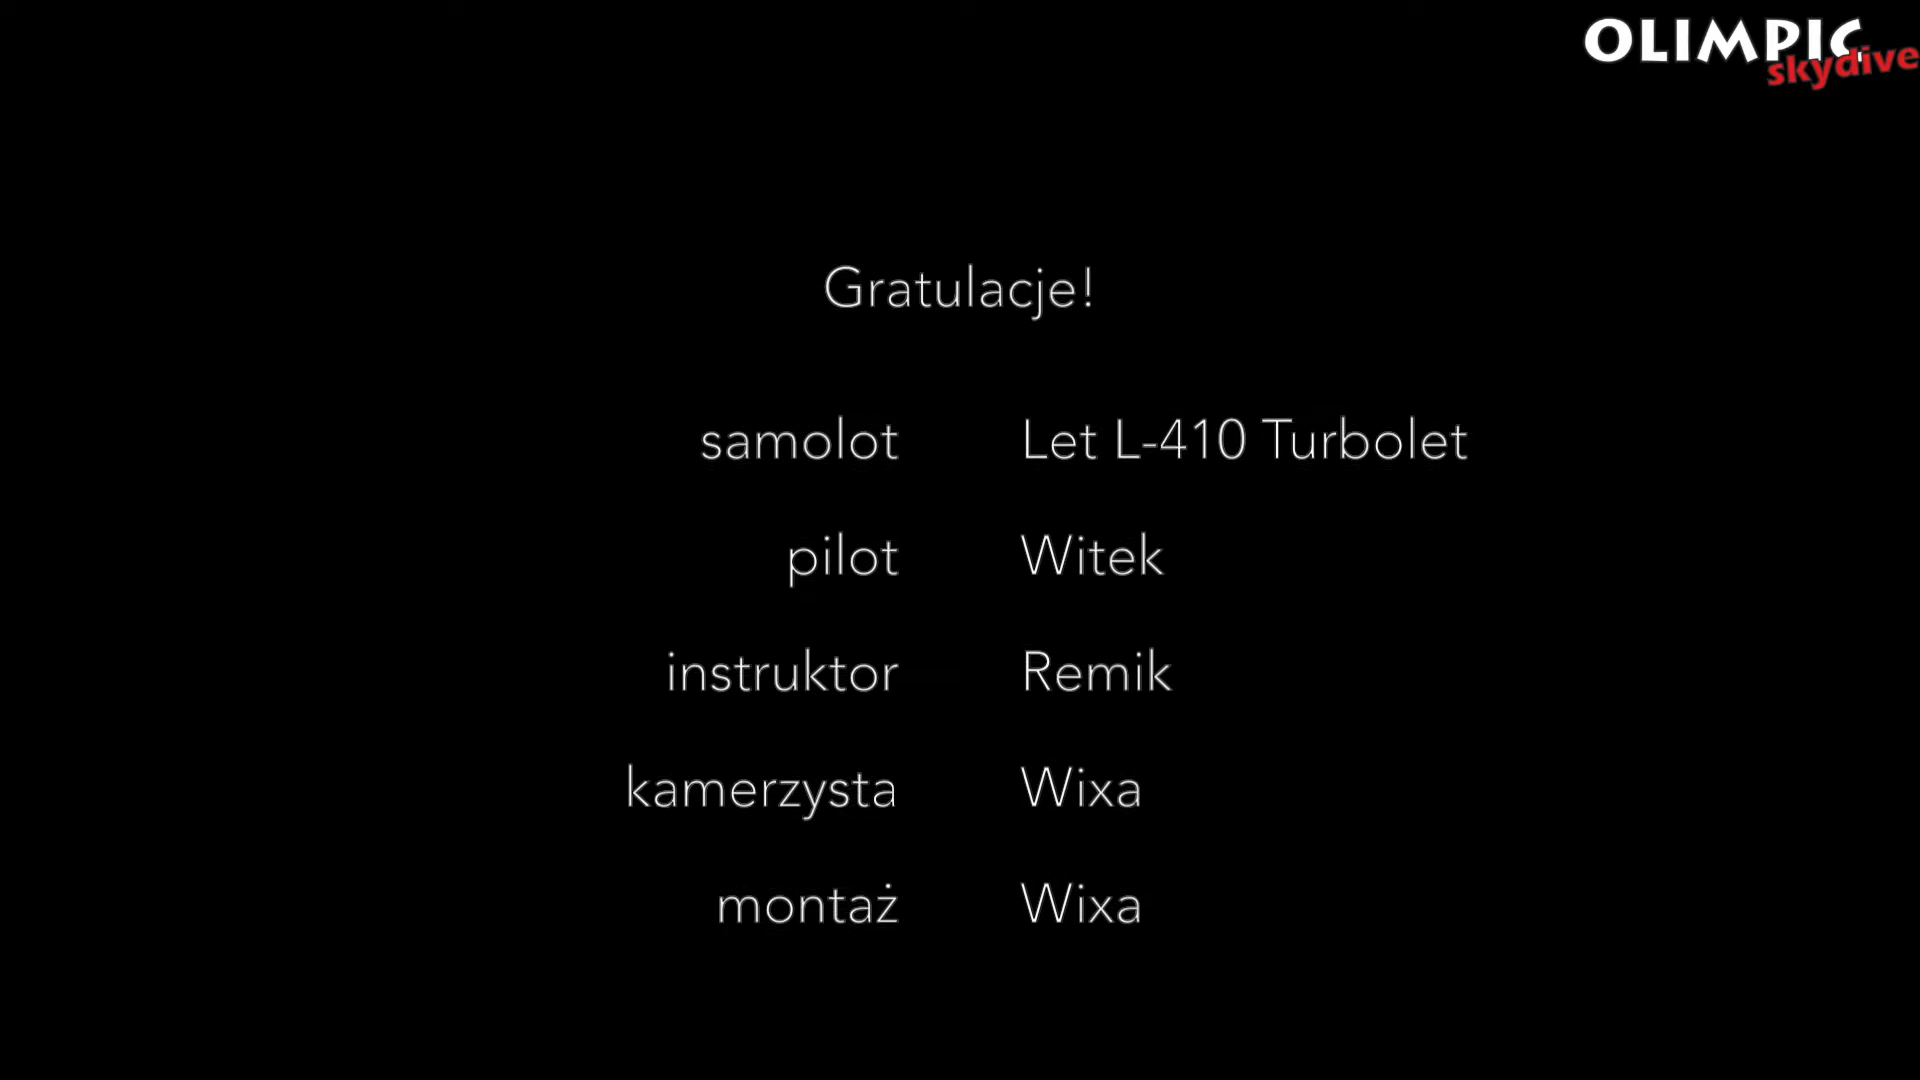 OLIMPIC
skydive
Gratulacje!
samolot Let L-410 Turbolet
pilot Witek
instruktor Remik
kamerzysta Wixa
montaż Wixa